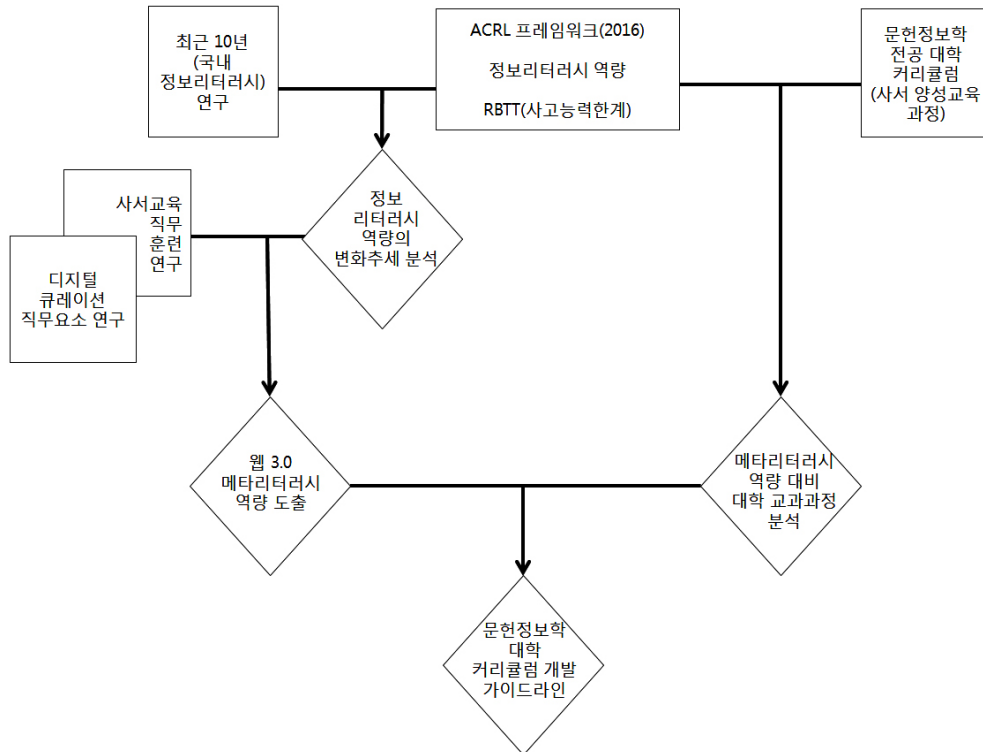 최근 10년
(국내
정보리터러시)
연구
ACRL 프레임워크(2016)
정보리터러시 역량
RBTT(사고능력한계)
문헌정보학
전공 대학
커리큘럼
(사서 양성교육
과정)
사서교육
직무
훈련
연구
디지털
큐레이션
직무요소 연구
정보
리터러시
역량의
변화추세 분석
웹 3.0
메타리터러시
역량 도출
메타리터러시
역량 대비
대학 교과과정
분석
문헌정보학
대학
커리큘럼 개발
가이드라인